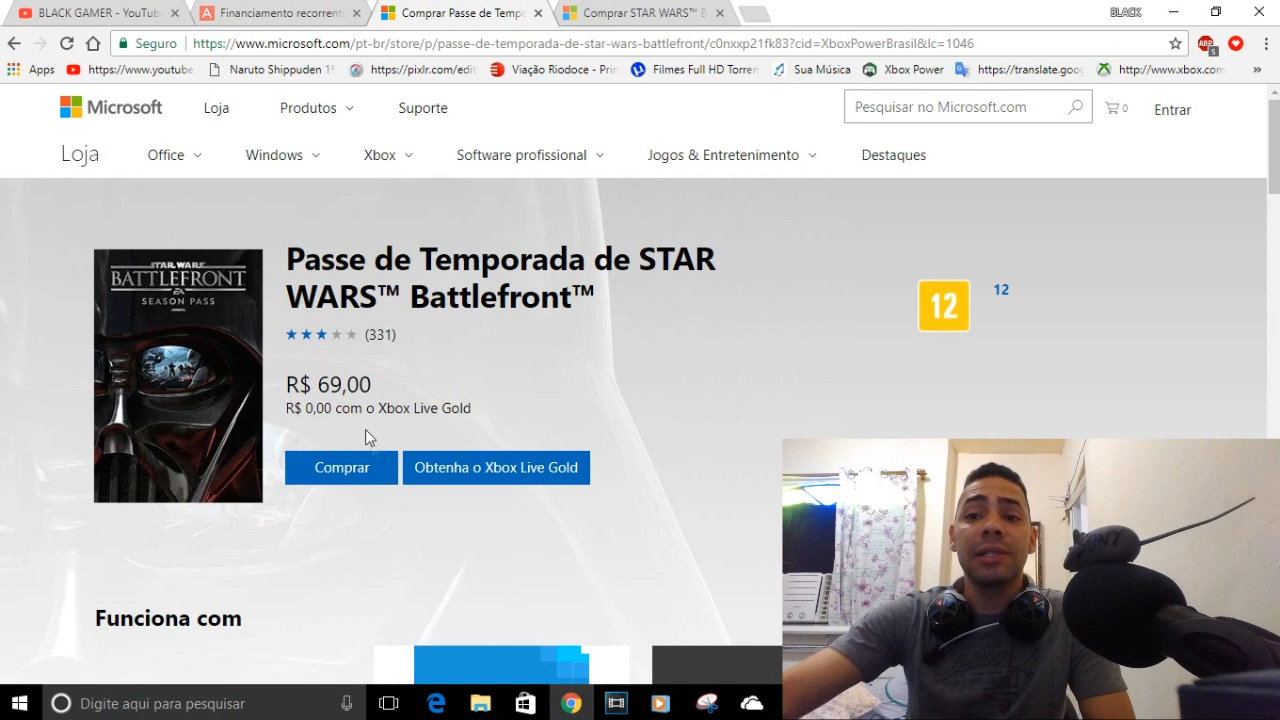 BLACK GAMER - YouTub
Financiamento recorrent
Comprar Passe de Tempo
Comprar STAR WARS™ B
BLACK
Seguro
https://www.microsoft.com/pt-br/store/p/passe-de-temporada-de-star-wars-battlefront/c0nxxp21fk83?cid=XboxPowerBrasil&lc=1046
ABP
5
Apps
https://www.youtube
Naruto Shippuden 1ª
https://pixlr.com/edit
Viação Riodoce - Prin
Filmes Full HD Torren
Sua Música
Xbox Power
https://translate.goog
http://www.xbox.com
Microsoft
Loja
Produtos
Suporte
Pesquisar no Microsoft.com
0
Entrar
Loja
Office
Windows
Xbox
Software profissional
Jogos & Entretenimento
Destaques
STAR WARS
BATTLEFRONT
EA
SEASON PASS
Passe de Temporada de STAR
WARS™ Battlefront™
(331)
R$ 69,00
R$ 0,00 com o Xbox Live Gold
Comprar
Obtenha o Xbox Live Gold
12
12
Funciona com
Digite aqui para pesquisar